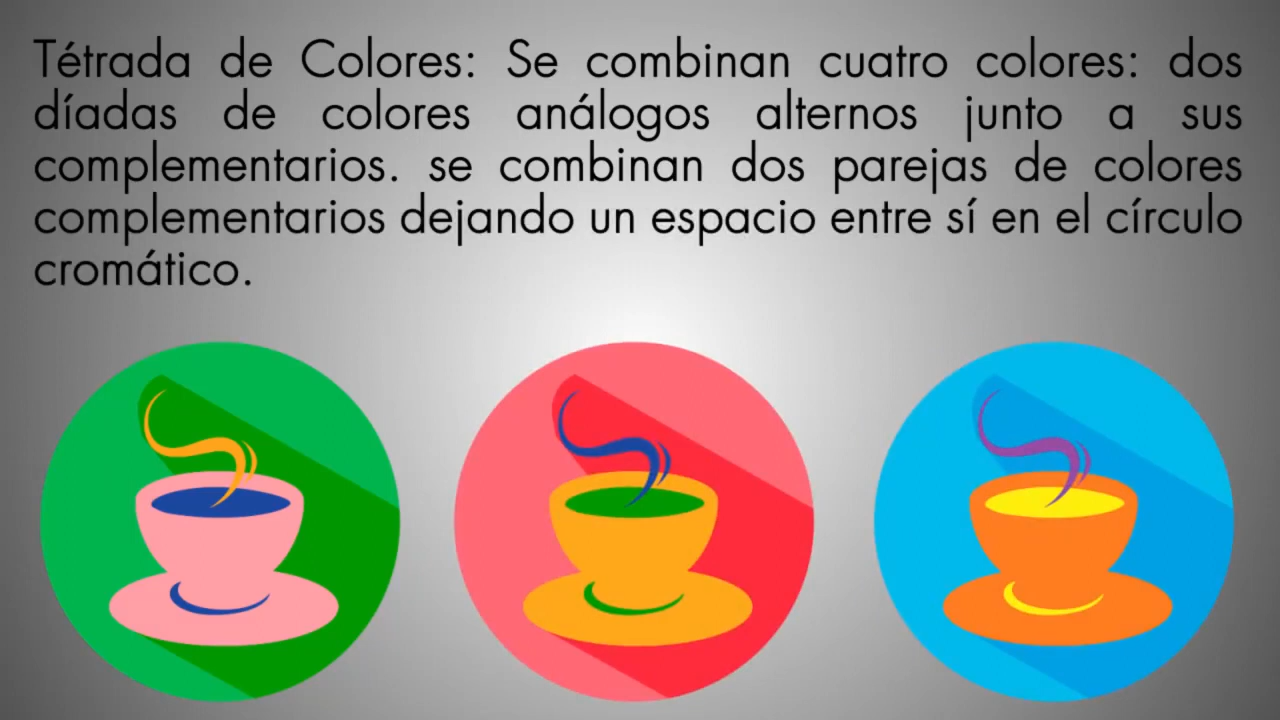 Tétrada de Colores: Se combinan cuatro colores: dos
díadas de colores análogos alternos junto a sus
complementarios. se combinan dos parejas de colores
complementarios dejando un espacio entre sí en el círculo
cromático.